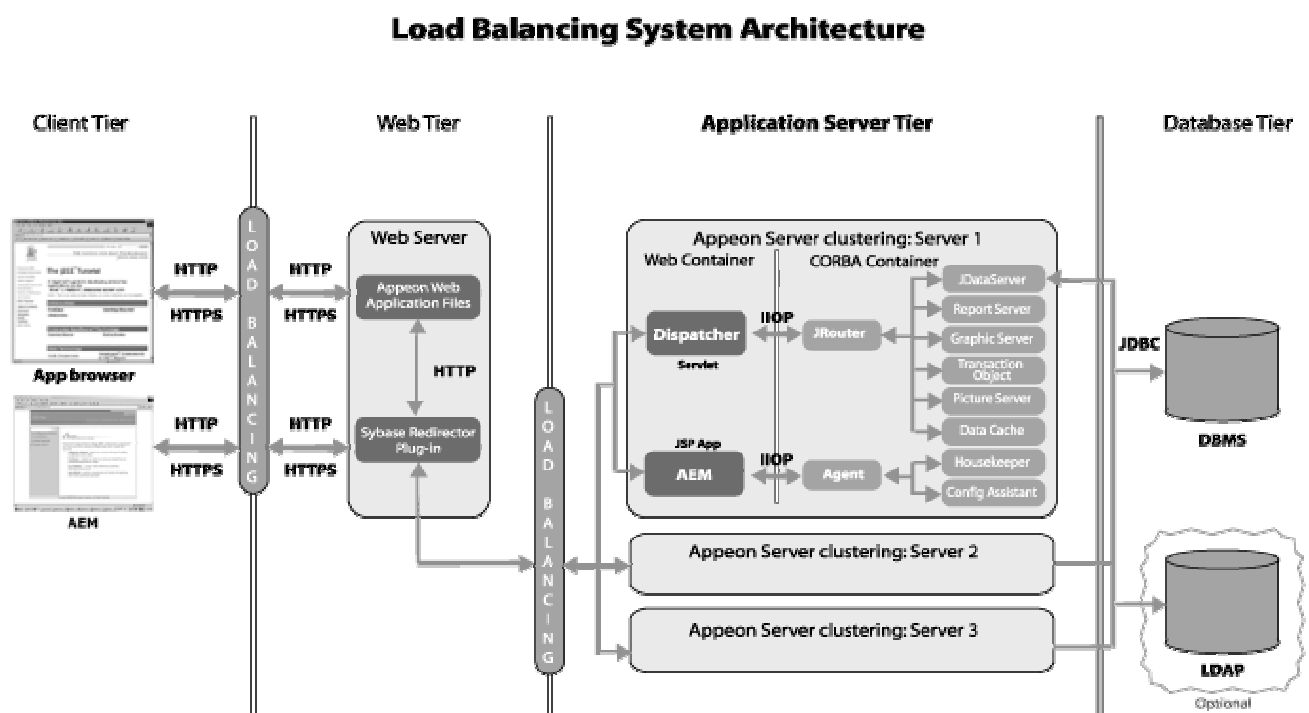 Load Balancing System Architecture
Client Tier
Web Tier
Application Server Tier
Database Tier
The J2EE Tutorial
App browser
AEM
HTTP
HTTPS
HTTP
HTTPS
LOAD BALANCING
HTTP
HTTPS
HTTP
HTTPS
Web Server
Appeon Web
Application Files
HTTP
Sybase Redirector
Plug-in
LOAD BALANCING
Appeon Server clustering: Server 1
Web Container
CORBA Container
Dispatcher
Servlet
IIOP
JRouter
JDataServer
Report Server
Graphic Server
Transaction
Object
Picture Server
Data Cache
JSP App
AEM
IIOP
Agent
Housekeeper
Config Assistant
Appeon Server clustering: Server 2
Appeon Server clustering: Server 3
JDBC
DBMS
LDAP
Optional